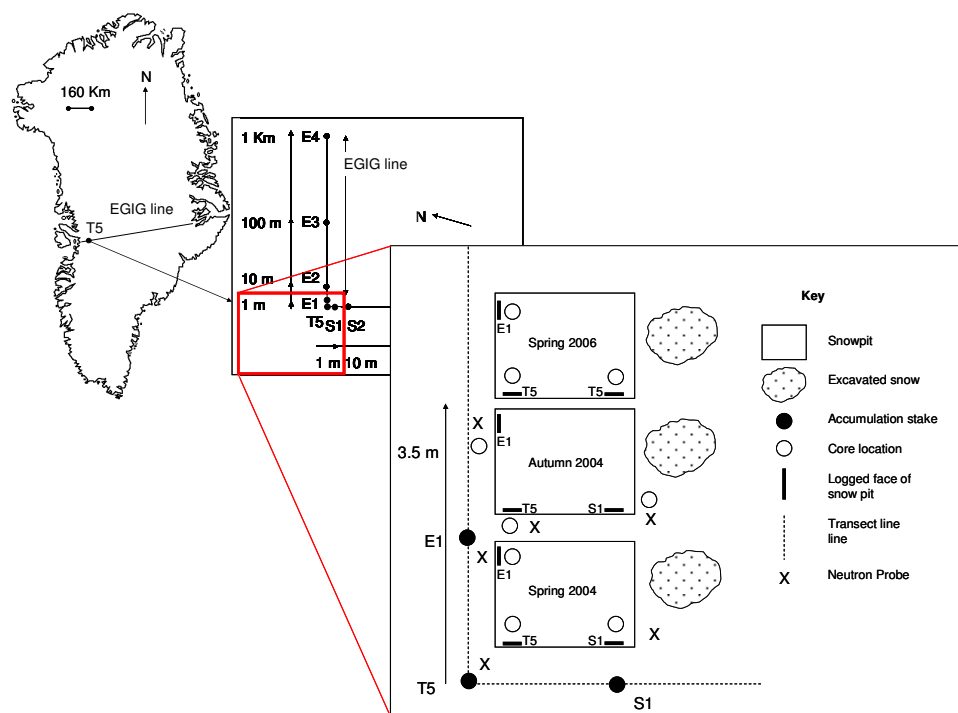 N
160 Km
EGIG line
T5
1 Km
E4
EGIG line
100 m
E3
N
10 m
E2
1 m
E1
T5 S1 S2
1 m 10 m
E1
Spring 2006
T5
T5
X
E1
3.5 m
Autumn 2004
T5
S1
X
X
E1
X
E1
Spring 2004
T5
S1
X
X
T5
S1
Key
Snowpit
Excavated snow
Accumulation stake
Core location
Logged face of
snow pit
Transect line
line
X
Neutron Probe